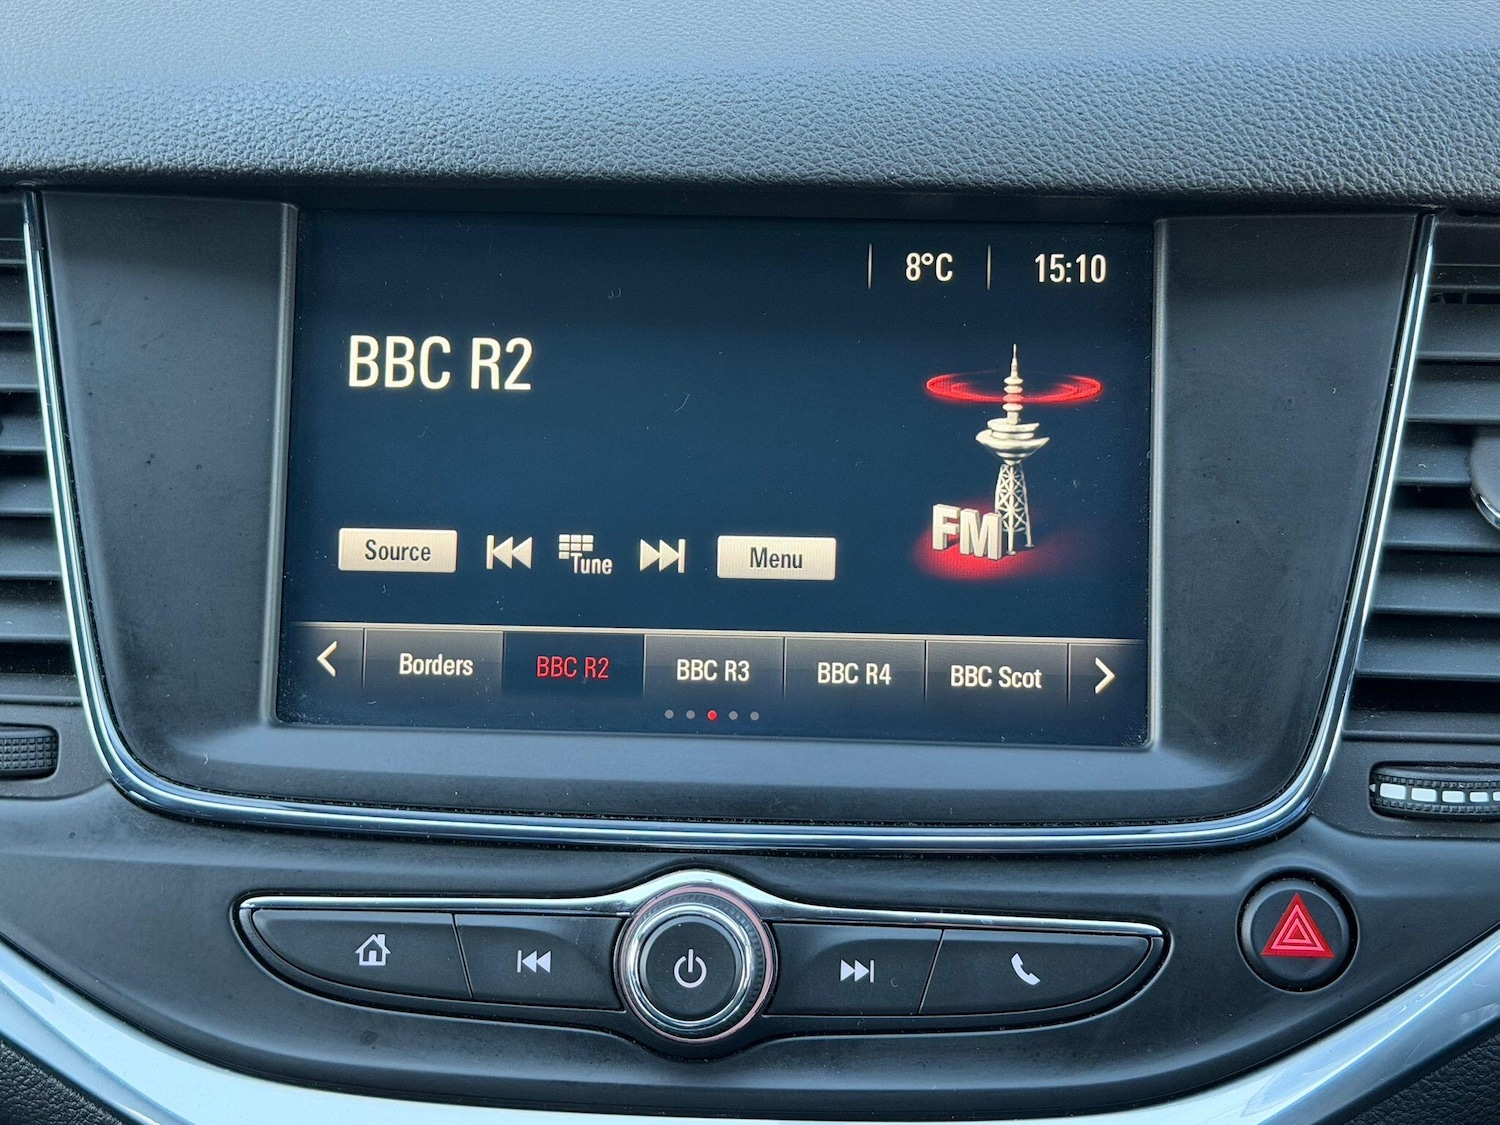 8°C 15:10
BBC R2
FM
Source Tune Menu
Borders BBC R2 BBC R3 BBC R4 BBC Scot